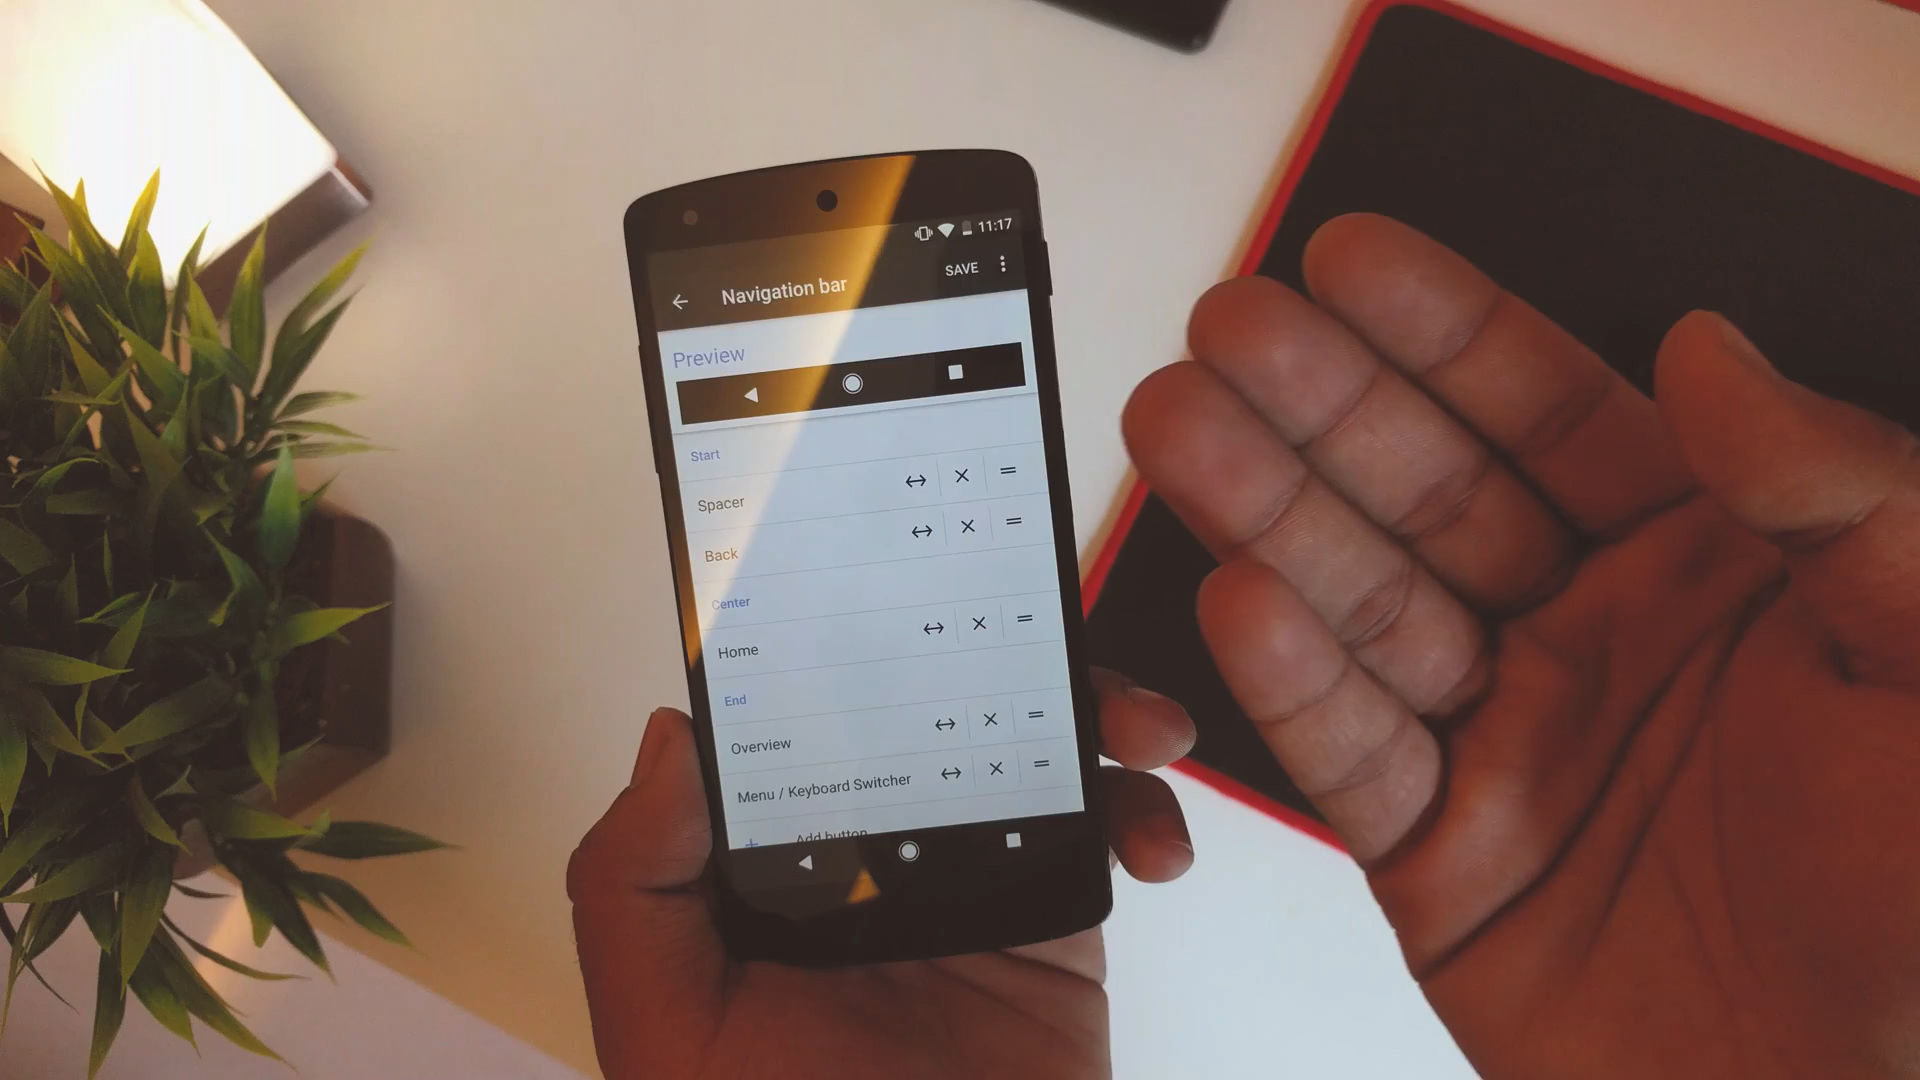 11:17
Navigation bar
SAVE
Preview
Start
Spacer
Back
Center
Home
End
Overview
Menu / Keyboard Switcher
Add button